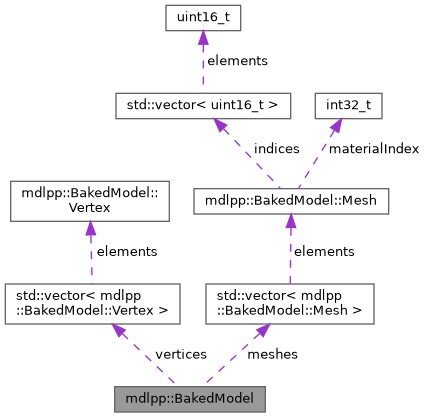 uint16_t
elements
std::vector< uint16_t >
int32_t
indices
materialIndex
mdlpp::BakedModel::
Vertex
mdlpp::BakedModel::Mesh
elements
elements
std::vector< mdlpp
::BakedModel::Vertex >
std::vector< mdlpp
::BakedModel::Mesh >
vertices
meshes
mdlpp::BakedModel